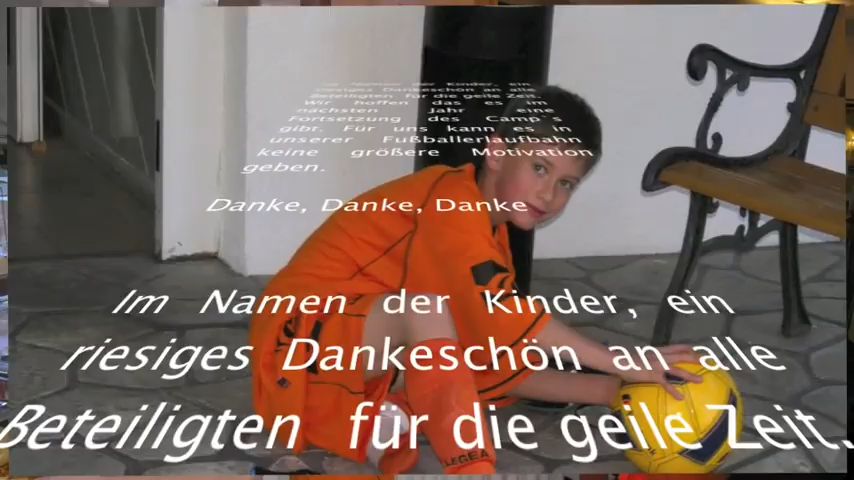 Im Namen der Kinder, ein
riesiges Dankeschön an alle
Beteiligten für die geile Zeit.
Wir hoffen das es im
nächsten Jahr eine
Fortsetzung des Camp`s
gibt. Für uns kann es in
unserer Fußballerlaufbahn
keine größere Motivation
geben.
Danke, Danke, Danke
Im Namen der Kinder, ein
riesiges Dankeschön an alle
Beteiligten für die geile Zeit.
LEGEA